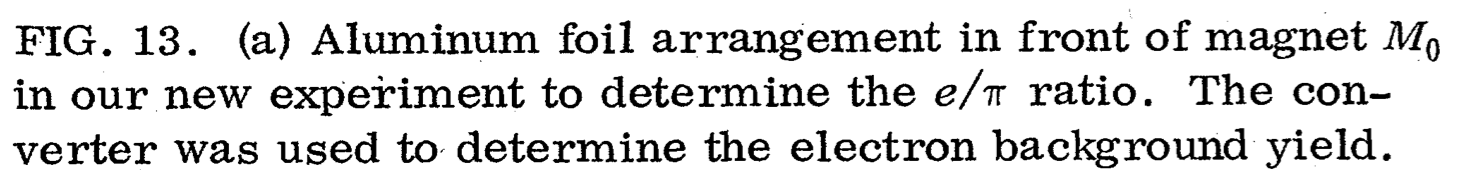 FIG. 13. (a) Aluminum foil arrangement in front of magnet M₀
in our new experiment to determine the e/π ratio. The con-
verter was used to determine the electron background yield.